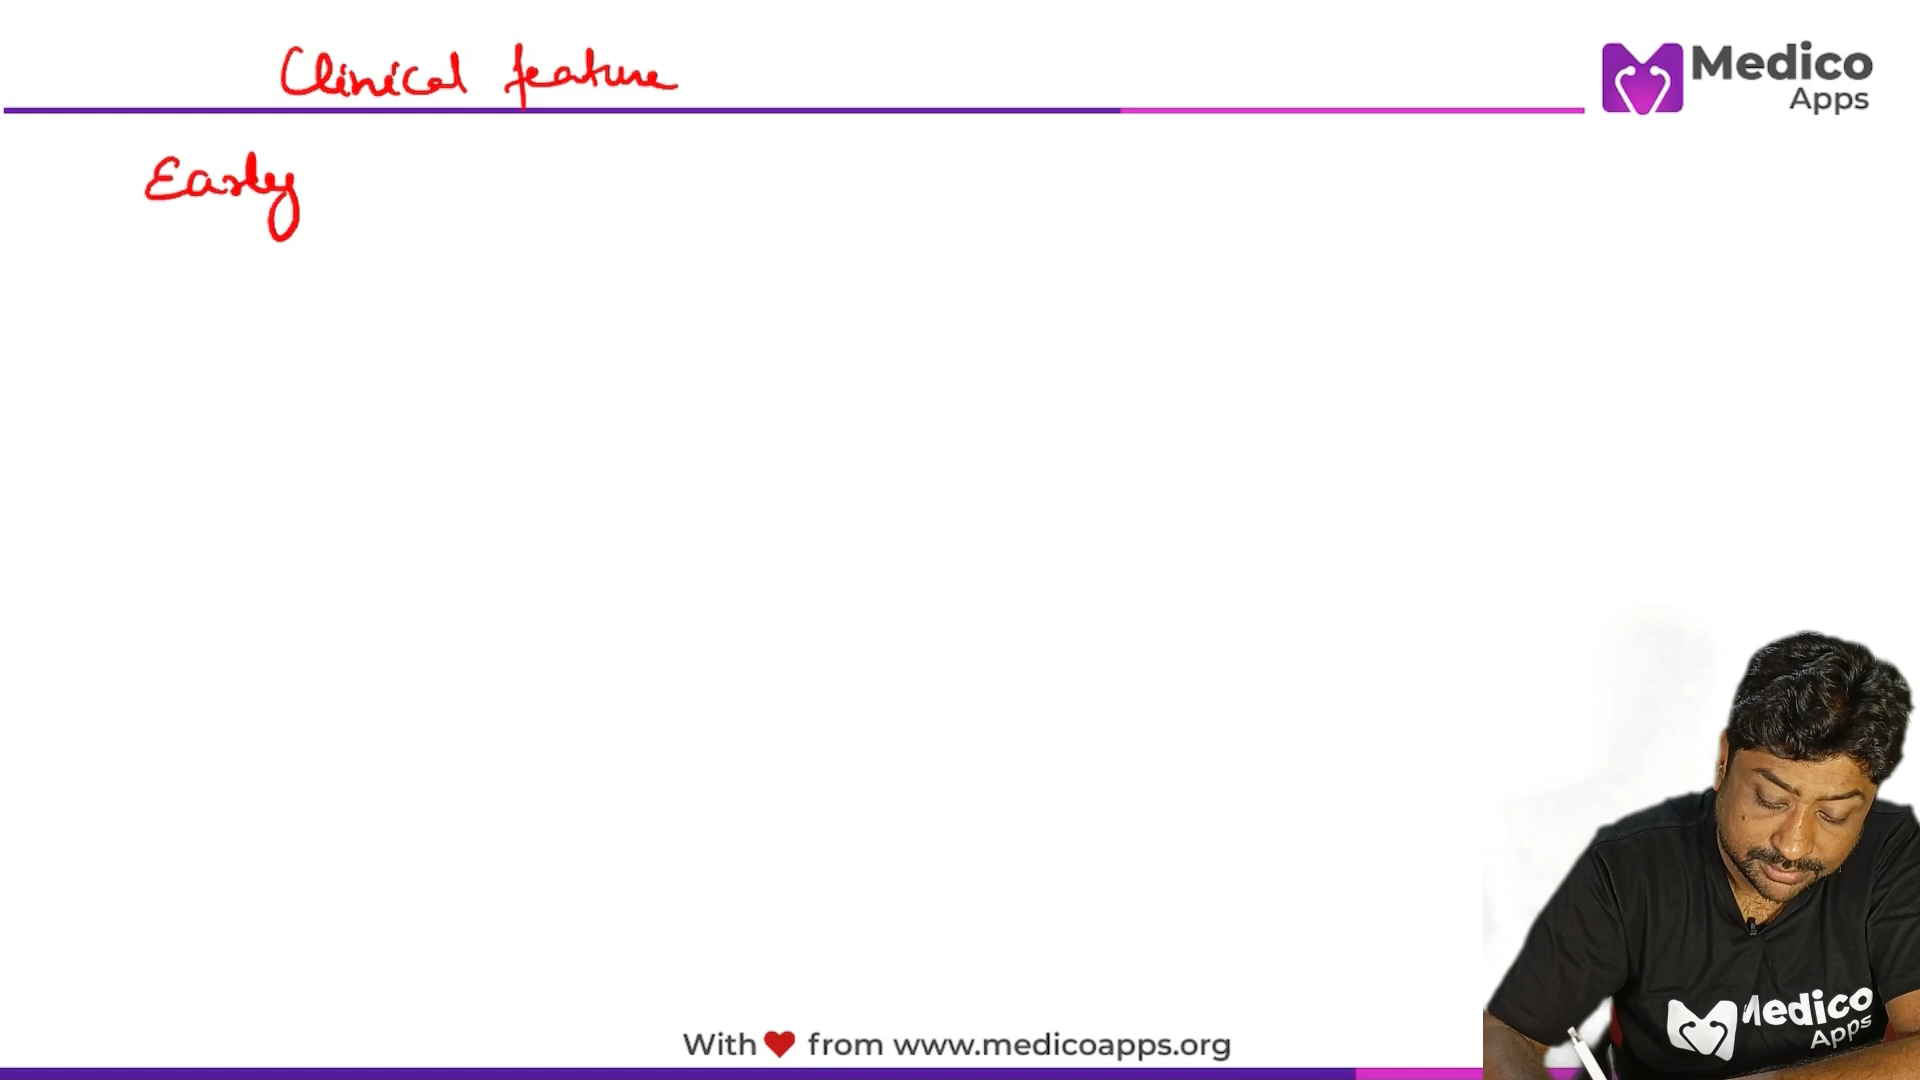 Clinical feature
Medico
Apps
Early
Medico
Apps
With ❤ from www.medicoapps.org